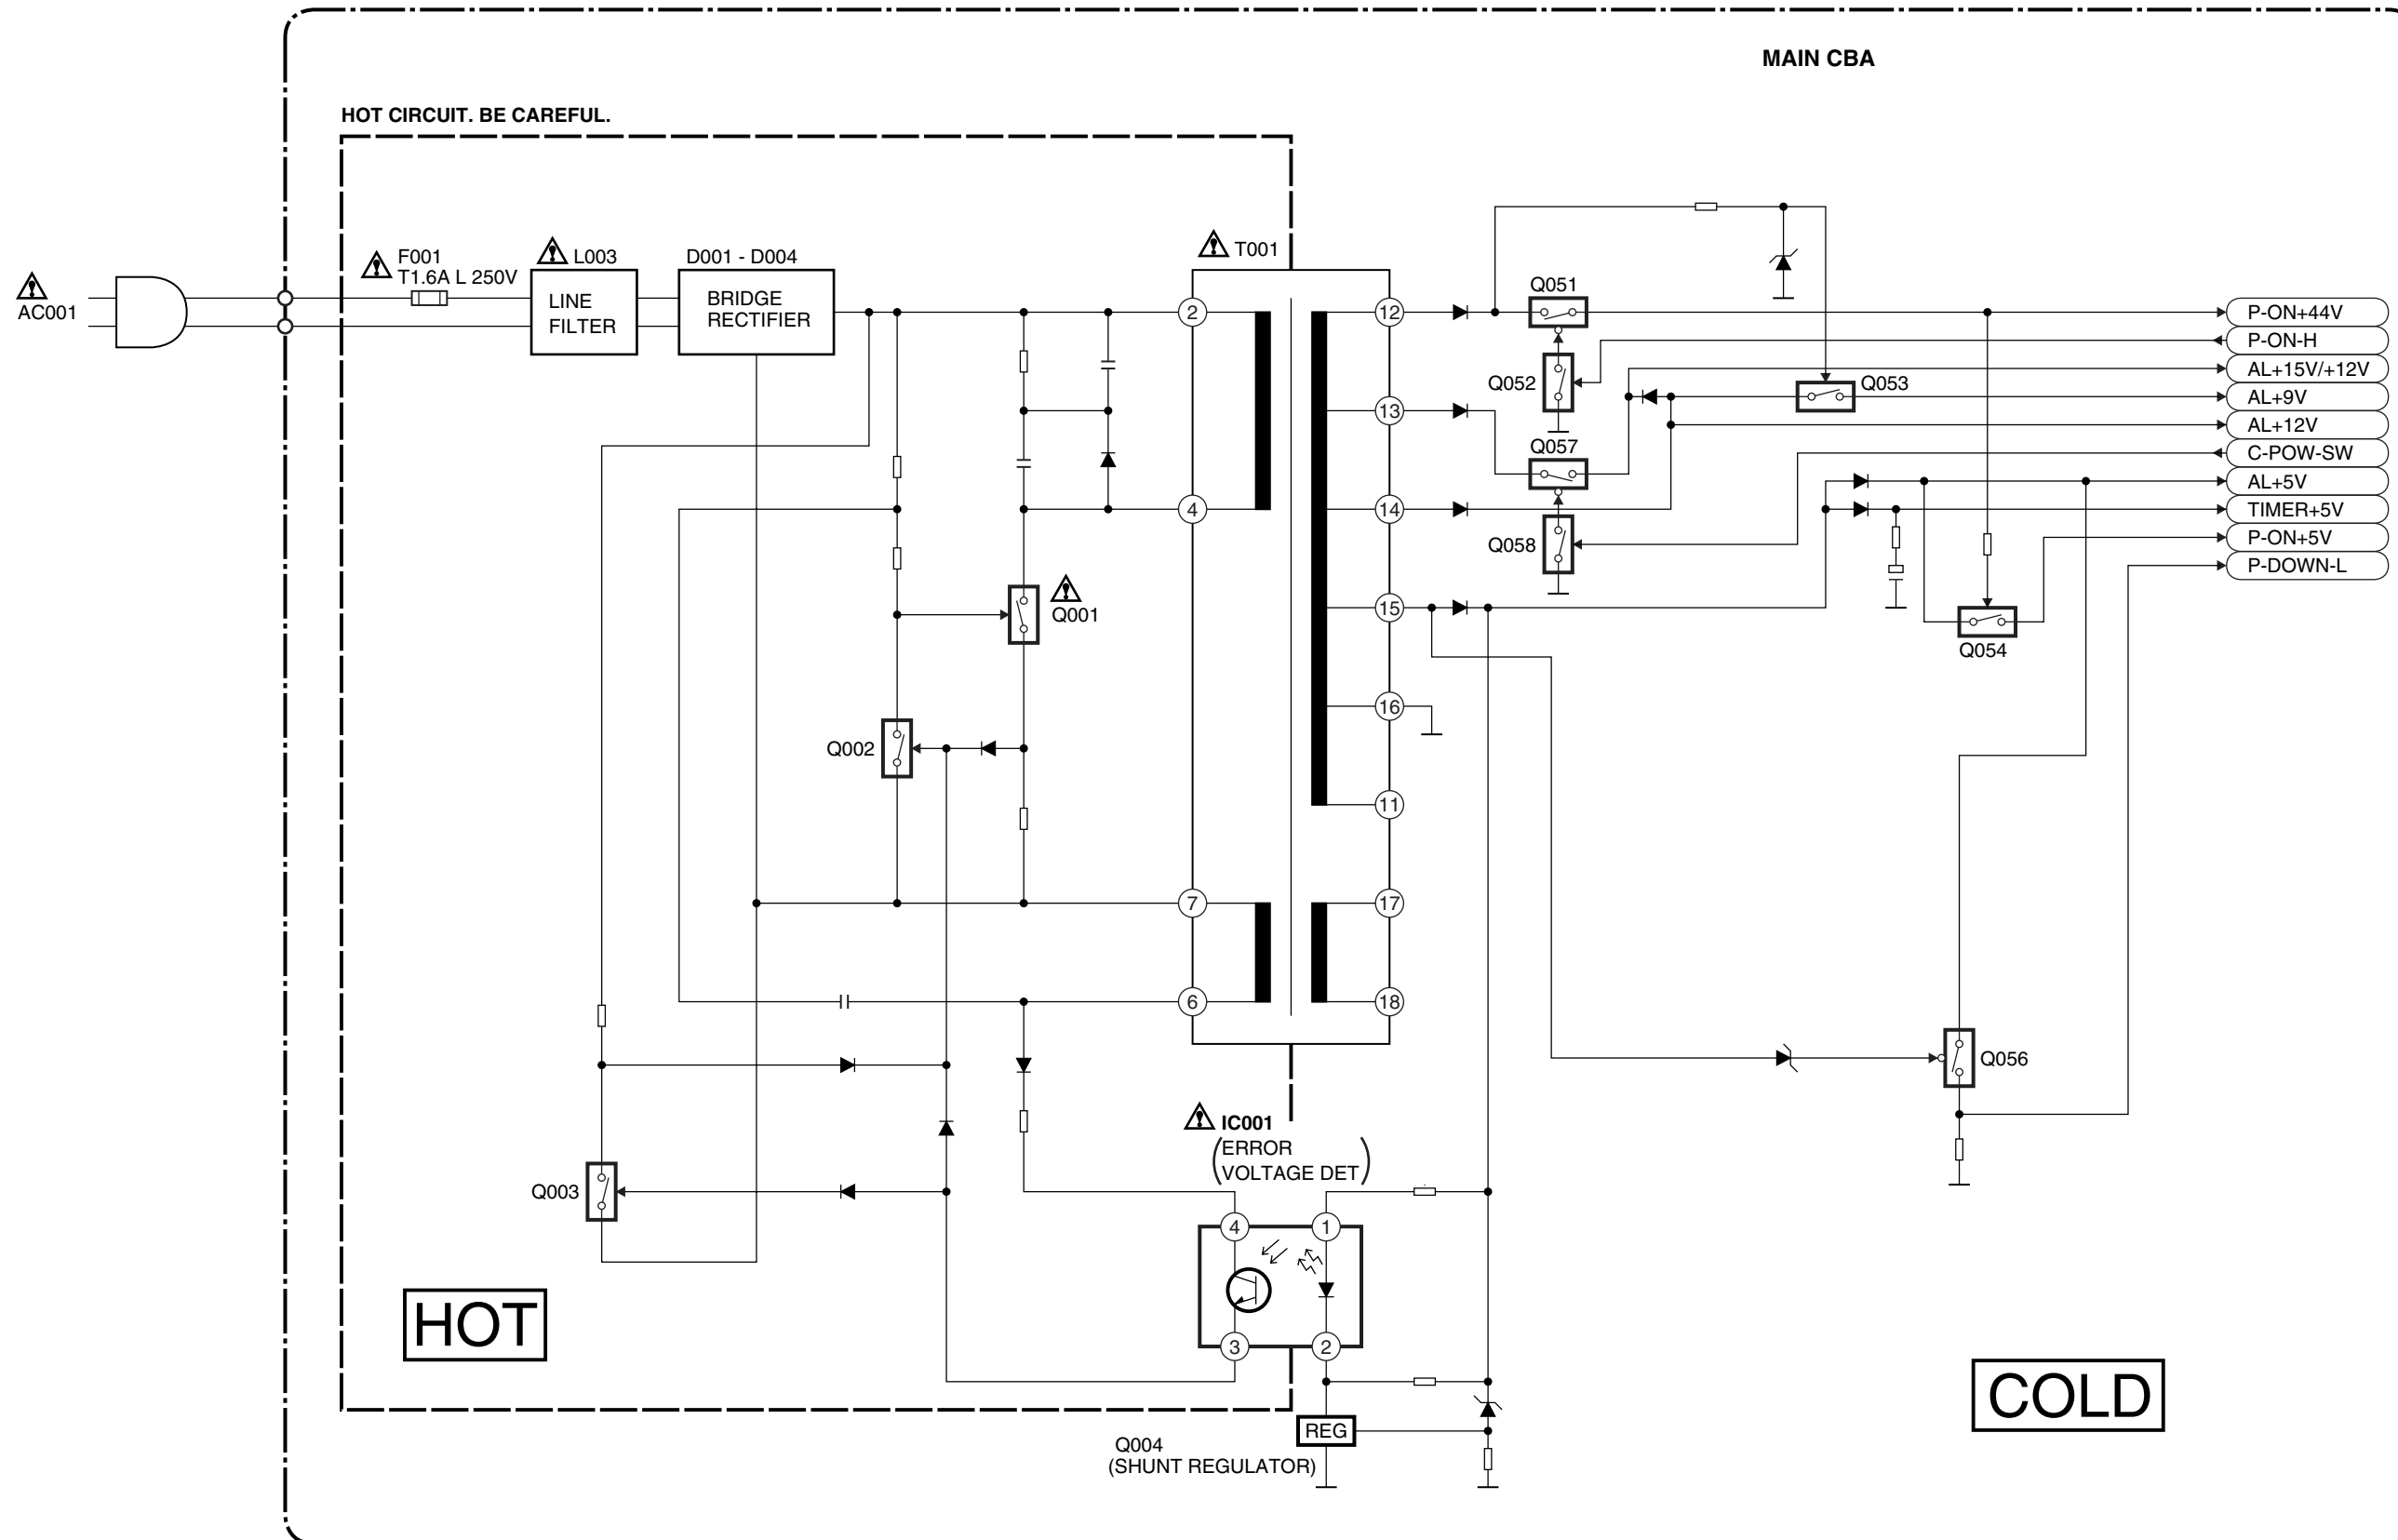 MAIN CBA
HOT CIRCUIT. BE CAREFUL.
AC001
F001
T1.6A L 250V
L003
LINE
FILTER
D001 - D004
BRIDGE
RECTIFIER
T001
2
4
7
6
12
13
14
15
16
11
17
18
Q001
Q002
Q003
Q051
Q052
Q053
Q057
Q058
Q054
Q056
P-ON+44V
P-ON-H
AL+15V/+12V
AL+9V
AL+12V
C-POW-SW
AL+5V
TIMER+5V
P-ON+5V
P-DOWN-L
IC001
(ERROR
VOLTAGE DET)
4
1
3
2
REG
Q004
(SHUNT REGULATOR)
HOT
COLD